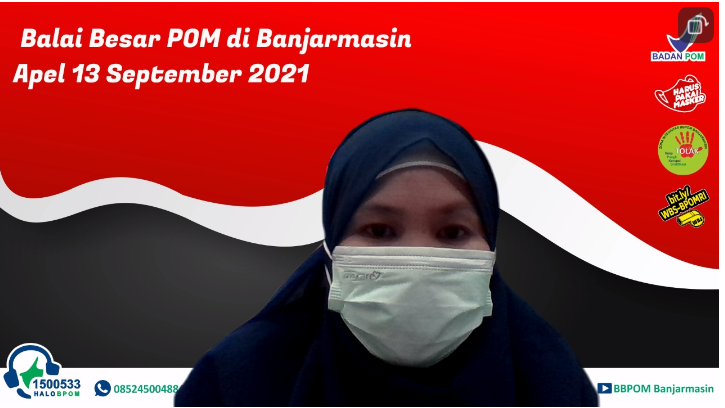 Balai Besar POM di Banjarmasin
Apel 13 September 2021
BADAN POM
HARUS
PAKAI
MASKER
TOLAK
bit.ly/
WBS-BPOMRI
1500533
HALOBPOM
08524500488
BBPOM Banjarmasin